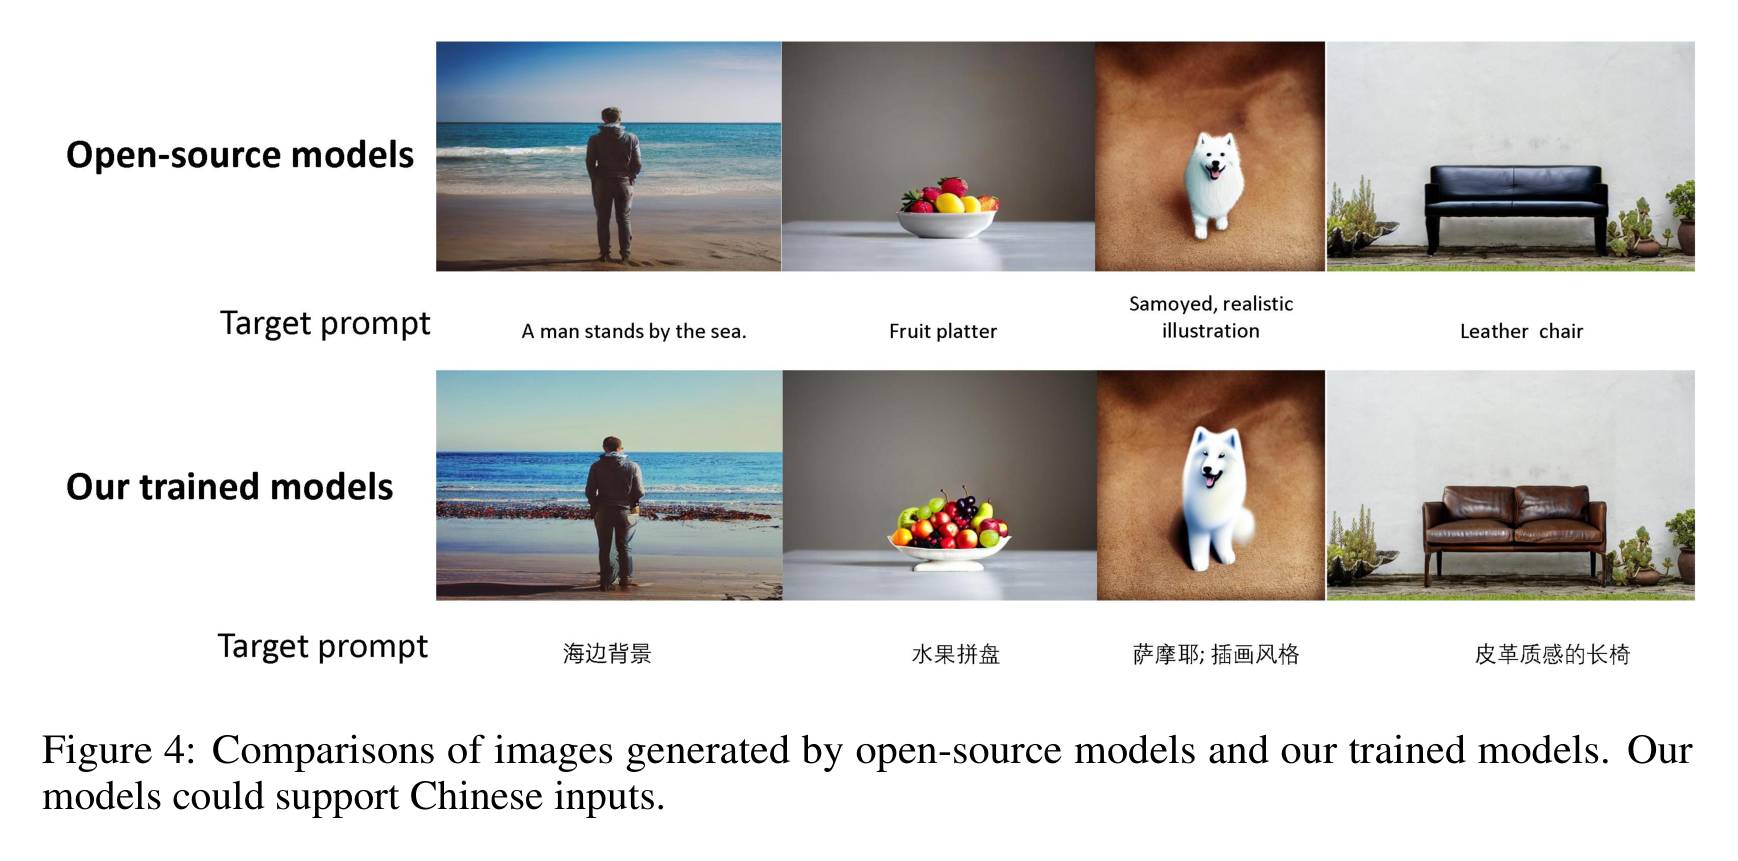 Open-source models
Target prompt
A man stands by the sea.
Fruit platter
Samoyed, realistic
illustration
Leather chair
Our trained models
Target prompt
海边背景
水果拼盘
萨摩耶; 插画风格
皮革质感的长椅
Figure 4: Comparisons of images generated by open-source models and our trained models. Our
models could support Chinese inputs.